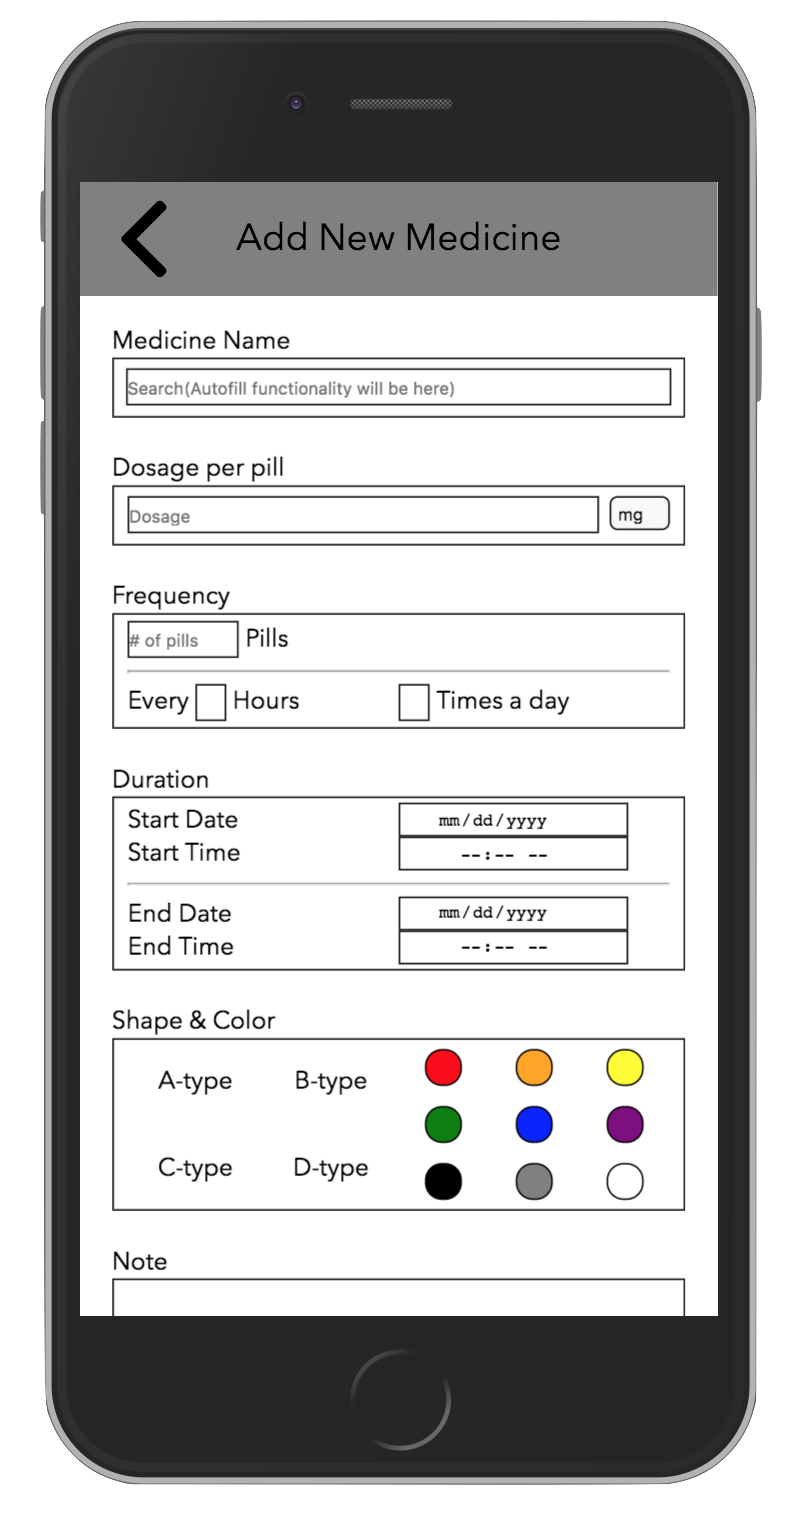 Add New Medicine
Medicine Name
Search(Autofill functionality will be here)
Dosage per pill
Dosage mg
Frequency
# of pills Pills
Every Hours Times a day
Duration
Start Date mm/dd/yyyy
Start Time --:-- --
End Date mm/dd/yyyy
End Time --:-- --
Shape & Color
A-type B-type
C-type D-type
Note